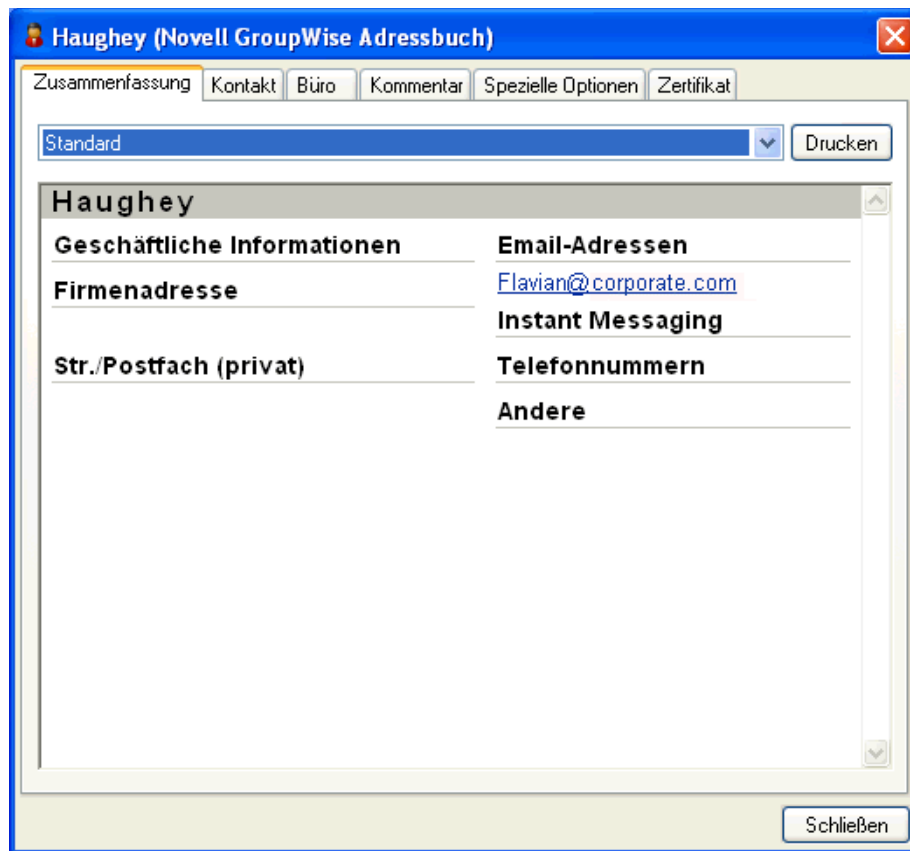 Haughey (Novell GroupWise Adressbuch)
Zusammenfassung Kontakt Büro Kommentar Spezielle Optionen Zertifikat
Standard Drucken
Haughey
Geschäftliche Informationen
Firmenadresse
Str./Postfach (privat)
Email-Adressen
Flavian@corporate.com
Instant Messaging
Telefonnummern
Andere
Schließen